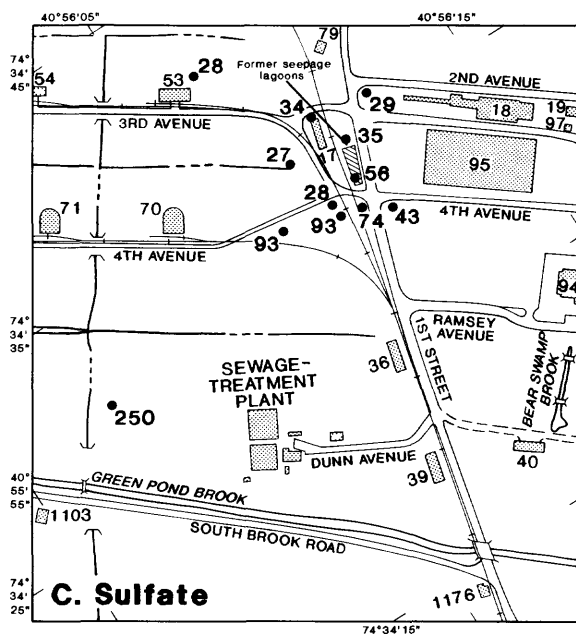 40°56'05"
40°56'15"
79
74°
34'
45"
Former seepage
lagoons
2ND AVENUE
54
53
28
29
18
19
97
34
3RD AVENUE
7
35
95
27
56
71
70
28
93
74
43
4TH AVENUE
93
4TH AVENUE
94
74°
34'
35"
RAMSEY
AVENUE
1ST STREET
36
BEAR SWAMP
BROOK
SEWAGE-
TREATMENT
PLANT
250
40
DUNN AVENUE
39
40°
55'
55"
GREEN POND BROOK
1103
SOUTH BROOK ROAD
74°
34'
25"
C. Sulfate
1176
74°34'15"